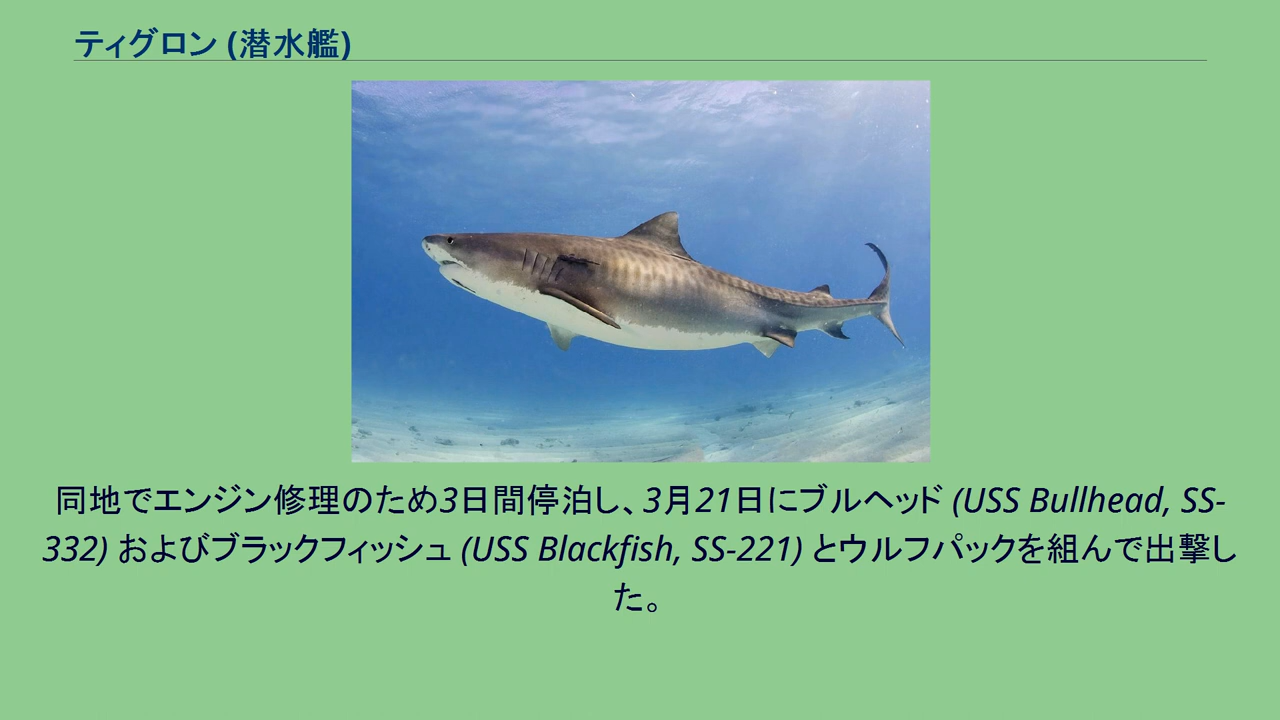 ティグロン (潜水艦)
同地でエンジン修理のため3日間停泊し、3月21日にブルヘッド (USS Bullhead, SS-
332) およびブラックフィッシュ (USS Blackfish, SS-221) とウルフパックを組んで出撃し
た。